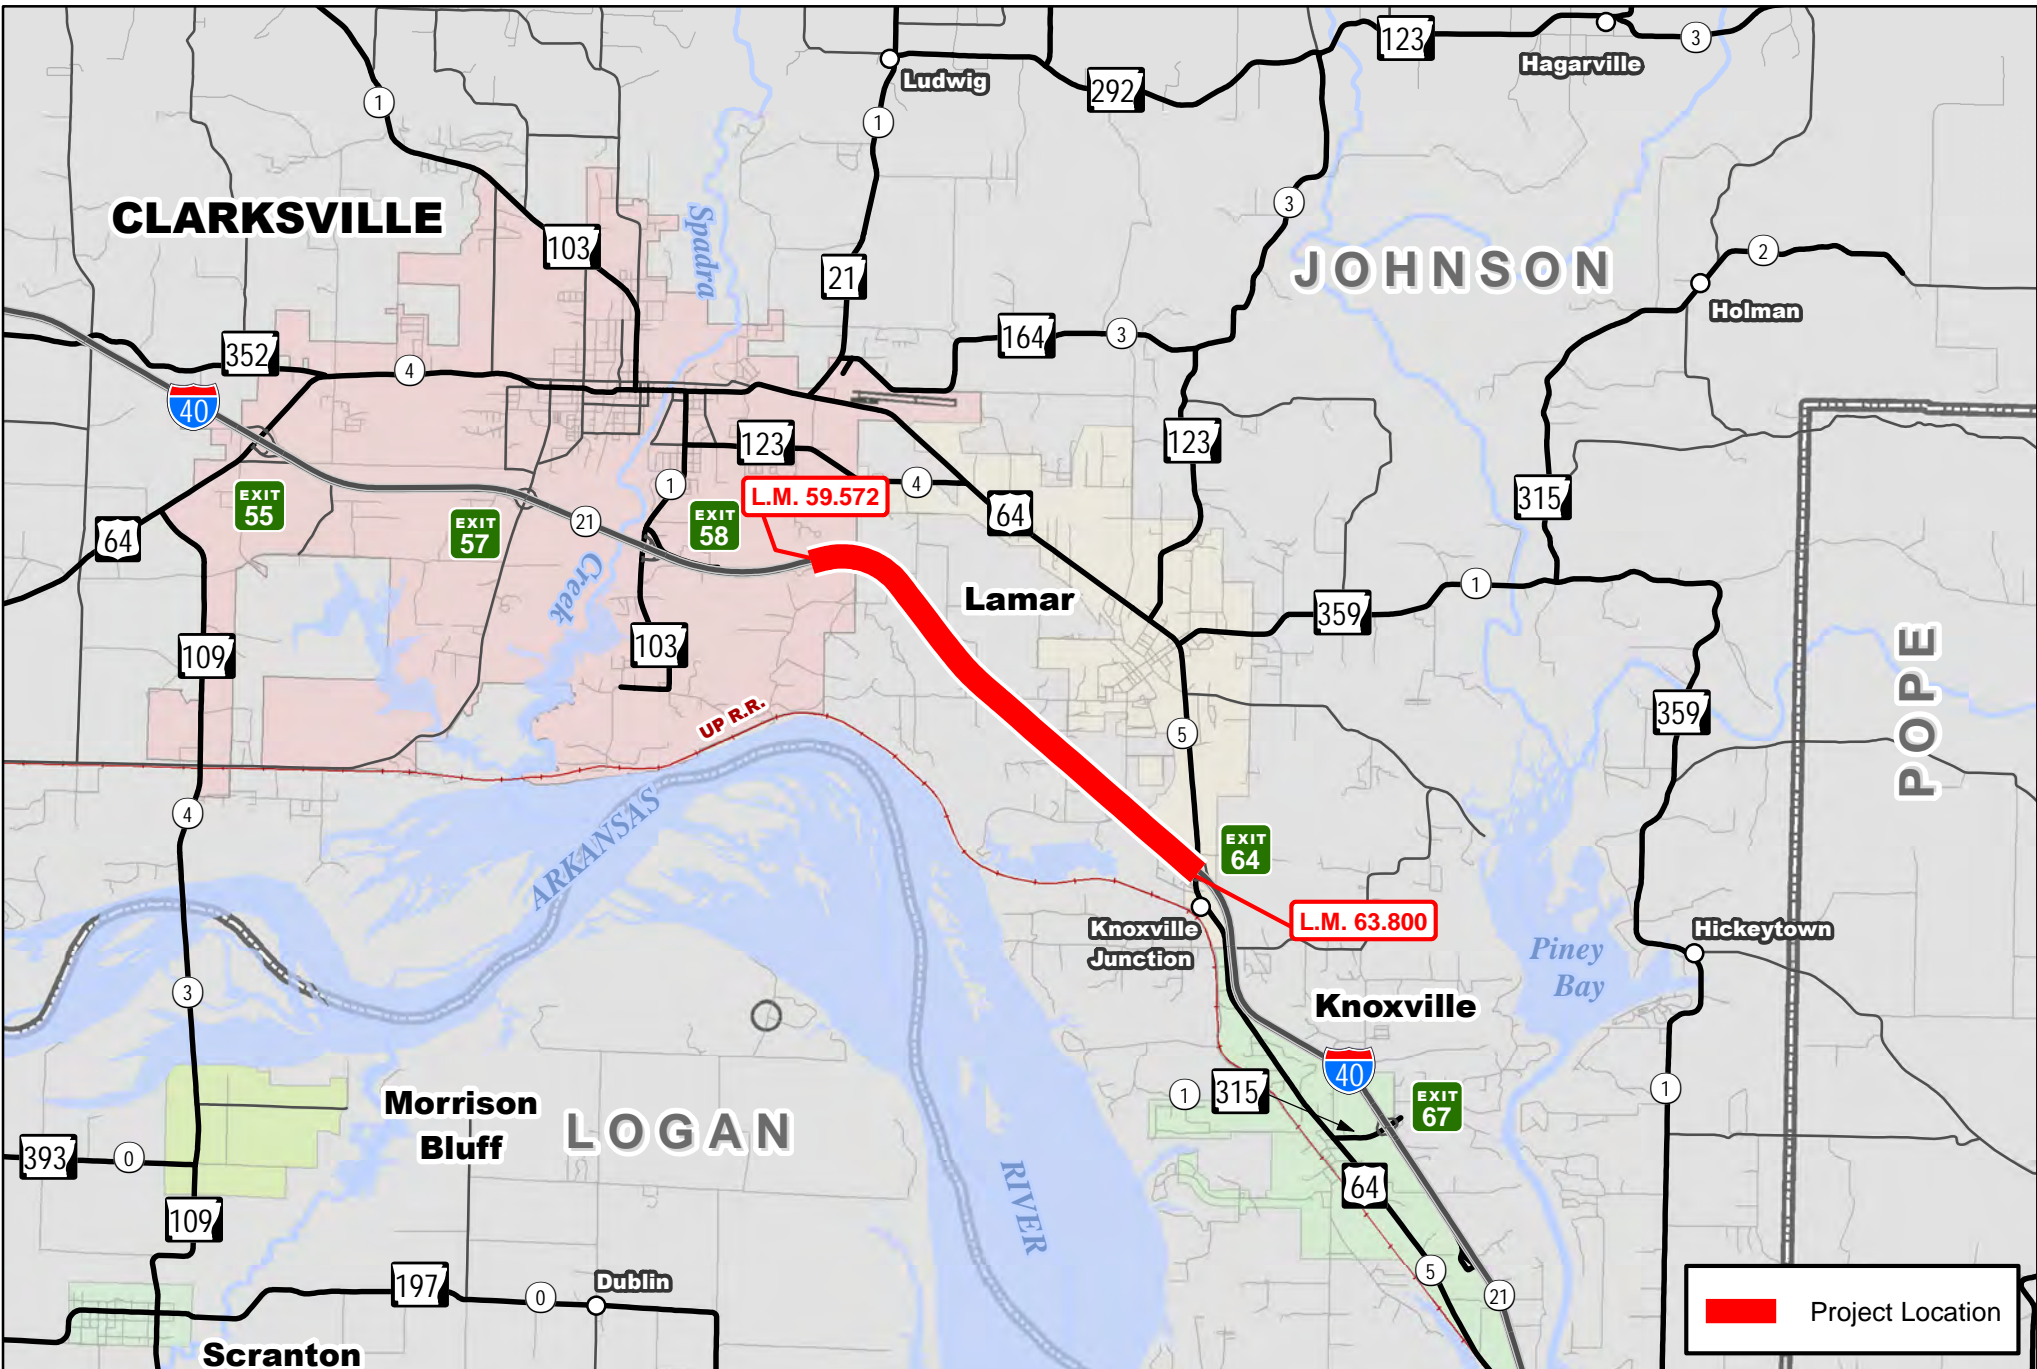 1
Ludwig
292
123
Hagarville
3
1
3
CLARKSVILLE
103
Spadra
21
JOHNSON
2
Holman
352
4
164
3
40
123
123
1
4
L.M. 59.572
64
315
EXIT
55
EXIT
57
21
EXIT
58
64
Creek
Lamar
359
1
109
103
POPE
359
UP R.R.
5
4
ARKANSAS
EXIT
64
L.M. 63.800
Knoxville
Junction
Hickeytown
Piney
Bay
3
Knoxville
40
1
315
EXIT
67
1
Morrison
Bluff
LOGAN
393
0
RIVER
64
109
197
0
Dublin
5
21
Project Location
Scranton